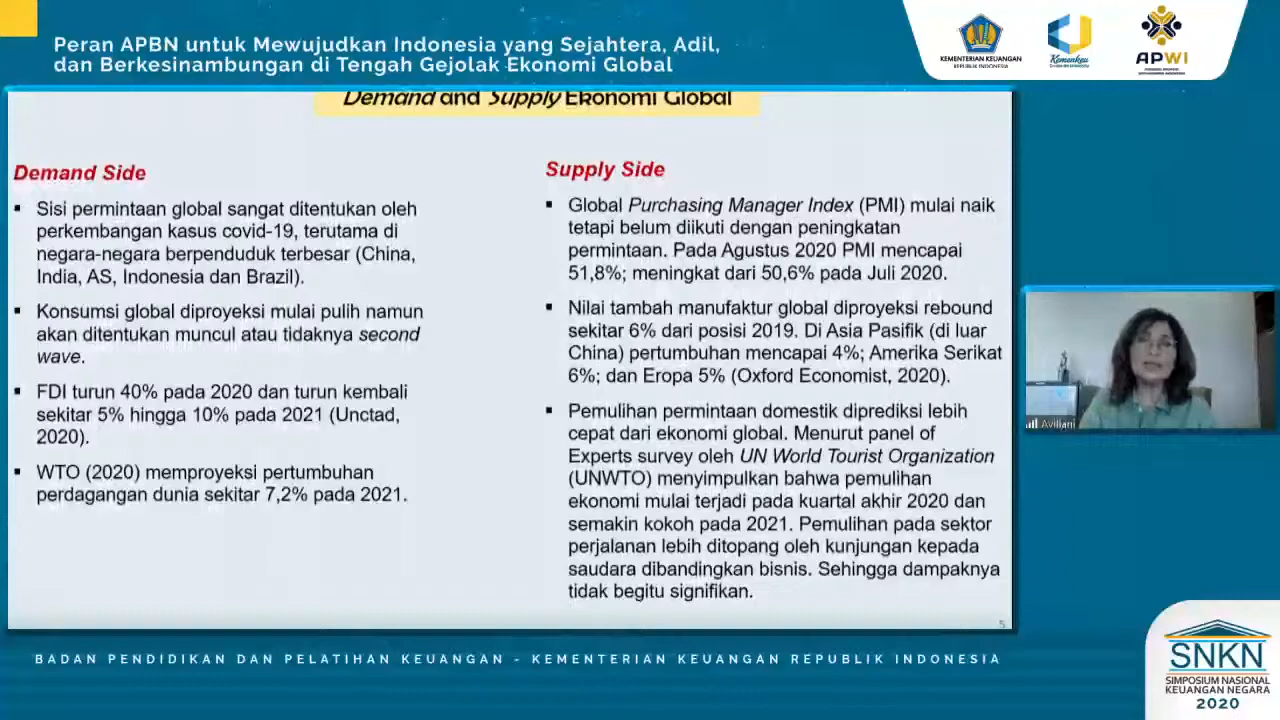 Peran APBN untuk Mewujudkan Indonesia yang Sejahtera, Adil,
dan Berkesinambungan di Tengah Gejolak Ekonomi Global
KEMENTERIAN KEUANGAN
REPUBLIK INDONESIA
Kemenkeu
APWI
Demand and Supply Ekonomi Global
Demand Side
▪ Sisi permintaan global sangat ditentukan oleh
perkembangan kasus covid-19, terutama di
negara-negara berpenduduk terbesar (China,
India, AS, Indonesia dan Brazil).
▪ Konsumsi global diproyeksi mulai pulih namun
akan ditentukan muncul atau tidaknya second
wave.
▪ FDI turun 40% pada 2020 dan turun kembali
sekitar 5% hingga 10% pada 2021 (Unctad,
2020).
▪ WTO (2020) memproyeksi pertumbuhan
perdagangan dunia sekitar 7,2% pada 2021.
Supply Side
▪ Global Purchasing Manager Index (PMI) mulai naik
tetapi belum diikuti dengan peningkatan
permintaan. Pada Agustus 2020 PMI mencapai
51,8%; meningkat dari 50,6% pada Juli 2020.
▪ Nilai tambah manufaktur global diproyeksi rebound
sekitar 6% dari posisi 2019. Di Asia Pasifik (di luar
China) pertumbuhan mencapai 4%; Amerika Serikat
6%; dan Eropa 5% (Oxford Economist, 2020).
▪ Pemulihan permintaan domestik diprediksi lebih
cepat dari ekonomi global. Menurut panel of
Experts survey oleh UN World Tourist Organization
(UNWTO) menyimpulkan bahwa pemulihan
ekonomi mulai terjadi pada kuartal akhir 2020 dan
semakin kokoh pada 2021. Pemulihan pada sektor
perjalanan lebih ditopang oleh kunjungan kepada
saudara dibandingkan bisnis. Sehingga dampaknya
tidak begitu signifikan.
5
Aviliani
BADAN PENDIDIKAN DAN PELATIHAN KEUANGAN - KEMENTERIAN KEUANGAN REPUBLIK INDONESIA
SNKN
SIMPOSIUM NASIONAL
KEUANGAN NEGARA
2020